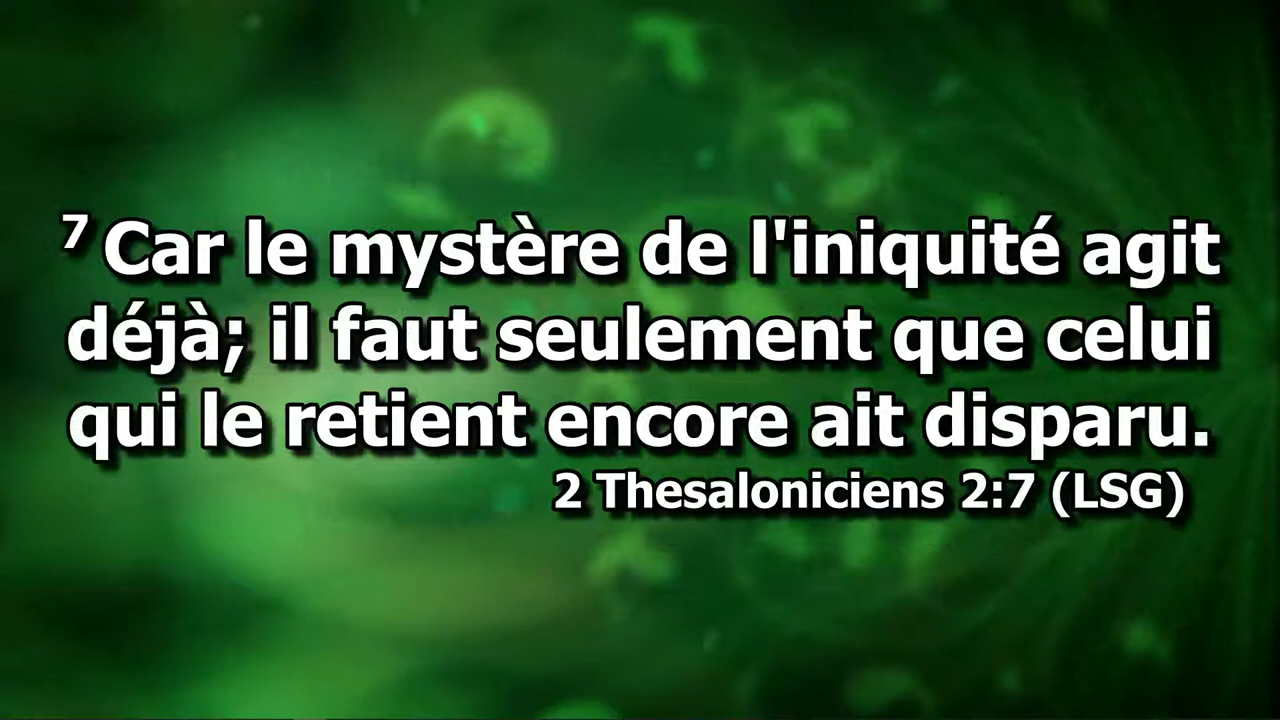 7 Car le mystère de l'iniquité agit
déjà; il faut seulement que celui
qui le retient encore ait disparu.
2 Thesaloniciens 2:7 (LSG)